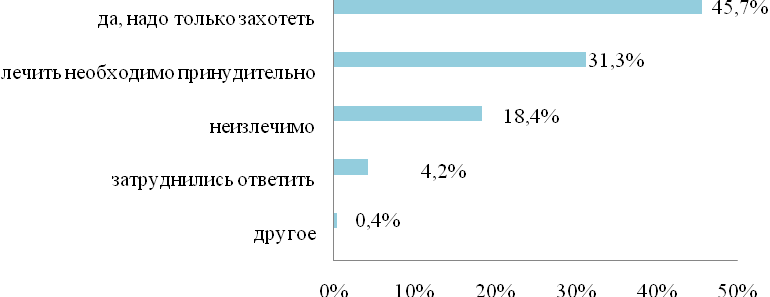 да, надо только захотеть 45,7%
лечить необходимо принудительно 31,3%
неизлечимо 18,4%
затруднились ответить 4,2%
другое 0,4%
0% 10% 20% 30% 40% 50%